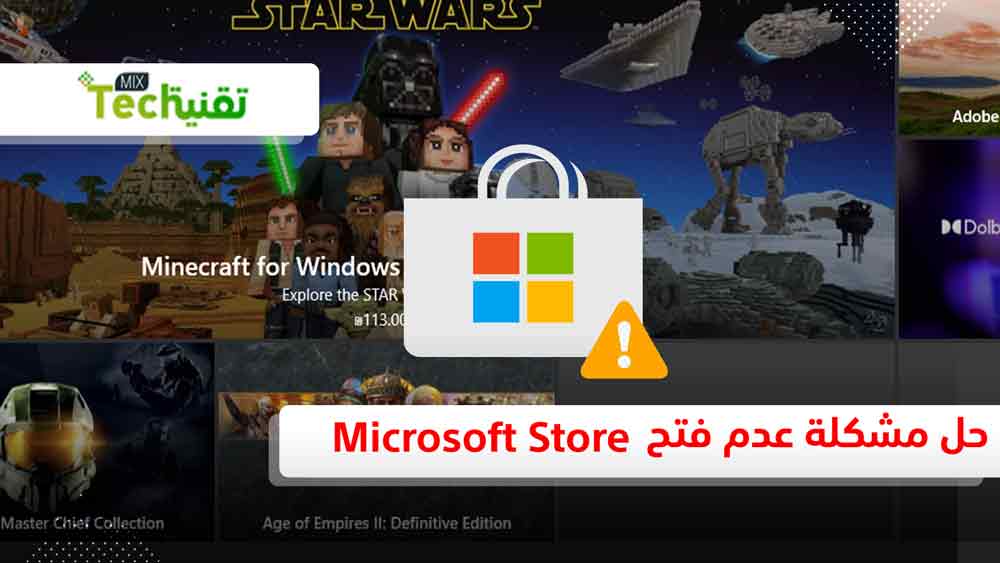 STAR WARS
MIX
Tech تقنية
Adobe
Dolb
Minecraft for Windows
Explore the STAR
₪113.00
حل مشكلة عدم فتح Microsoft Store
Master Chief Collection
Age of Empires II: Definitive Edition